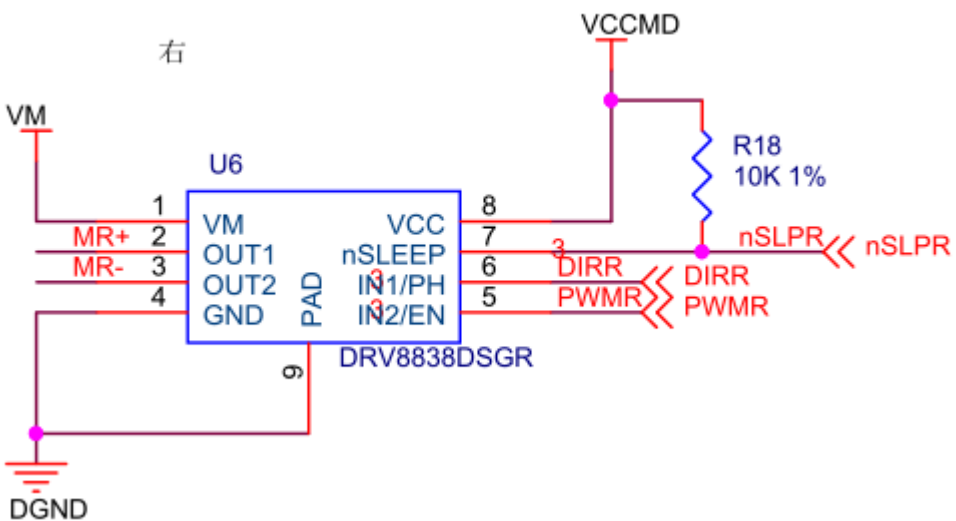 右
VCCMD
VM
U6
R18
10K 1%
1
VM
VCC
8
MR+
2
OUT1
nSLEEP
7
3
nSLPR
nSLPR
MR-
3
OUT2
3
IN1/PH
6
DIRR
DIRR
4
GND
PAD
3
IN2/EN
5
PWMR
PWMR
DRV8838DSGR
9
DGND